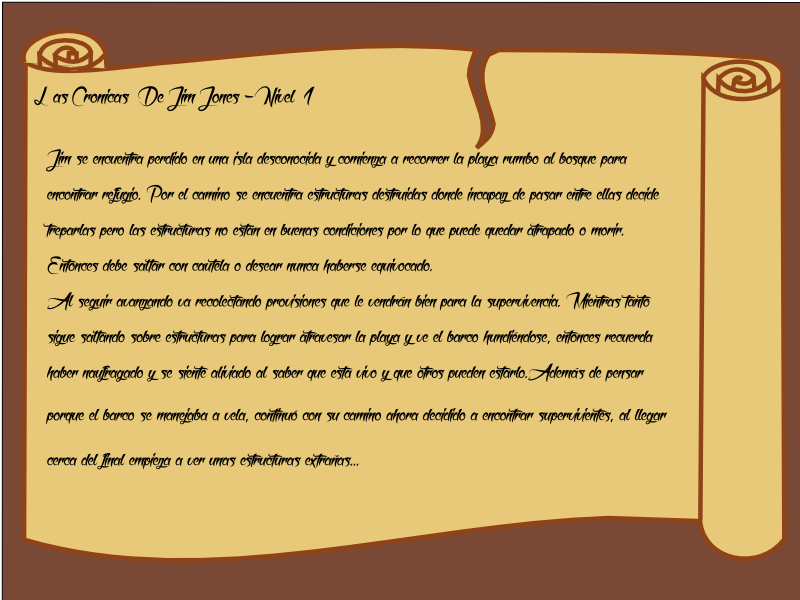 Las Cronicas De Jim Jones - Nivel 1
Jim se encuentra perdido en una isla desconocida y comienza a recorrer la playa rumbo al bosque para
encontrar refugio. Por el camino se encuentra estructuras destruidas donde incapaz de pasar entre ellas decide
treparlas pero las estructuras no están en buenas condiciones por lo que puede quedar atrapado o morir.
Entonces debe saltar con cautela o desear nunca haberse equivocado.
Al seguir avanzando va recolectando provisiones que le vendran bien para la supervivencia. Mientras tanto
sigue saltando sobre estructuras para lograr atravesar la playa y ve el barco hundiéndose, entonces recuerda
haber naufragado y se siente aliviado al saber que está vivo y que otros pueden estarlo. Además de pensar
porque el barco se manejaba a vela, continuó con su camino ahora decidido a encontrar supervivientes, al llegar
cerca del final empieza a ver unas estructuras extrañas...